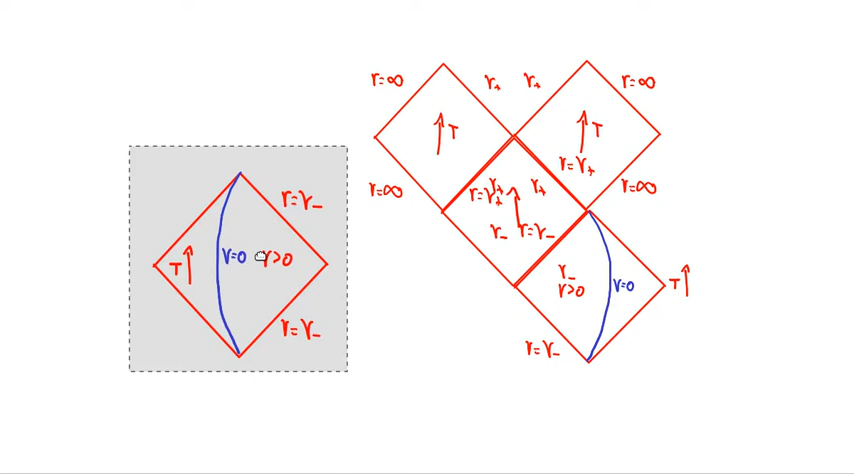 r=∞
r₊
r₊
r=∞
T
T
r=r₊
r=∞
r=r₊
r₊
r₊
r=∞
r=r₋
r₋
r=r₋
T
r=0
r>0
r₋
r>0
r=0
T
r=r₋
r=r₋